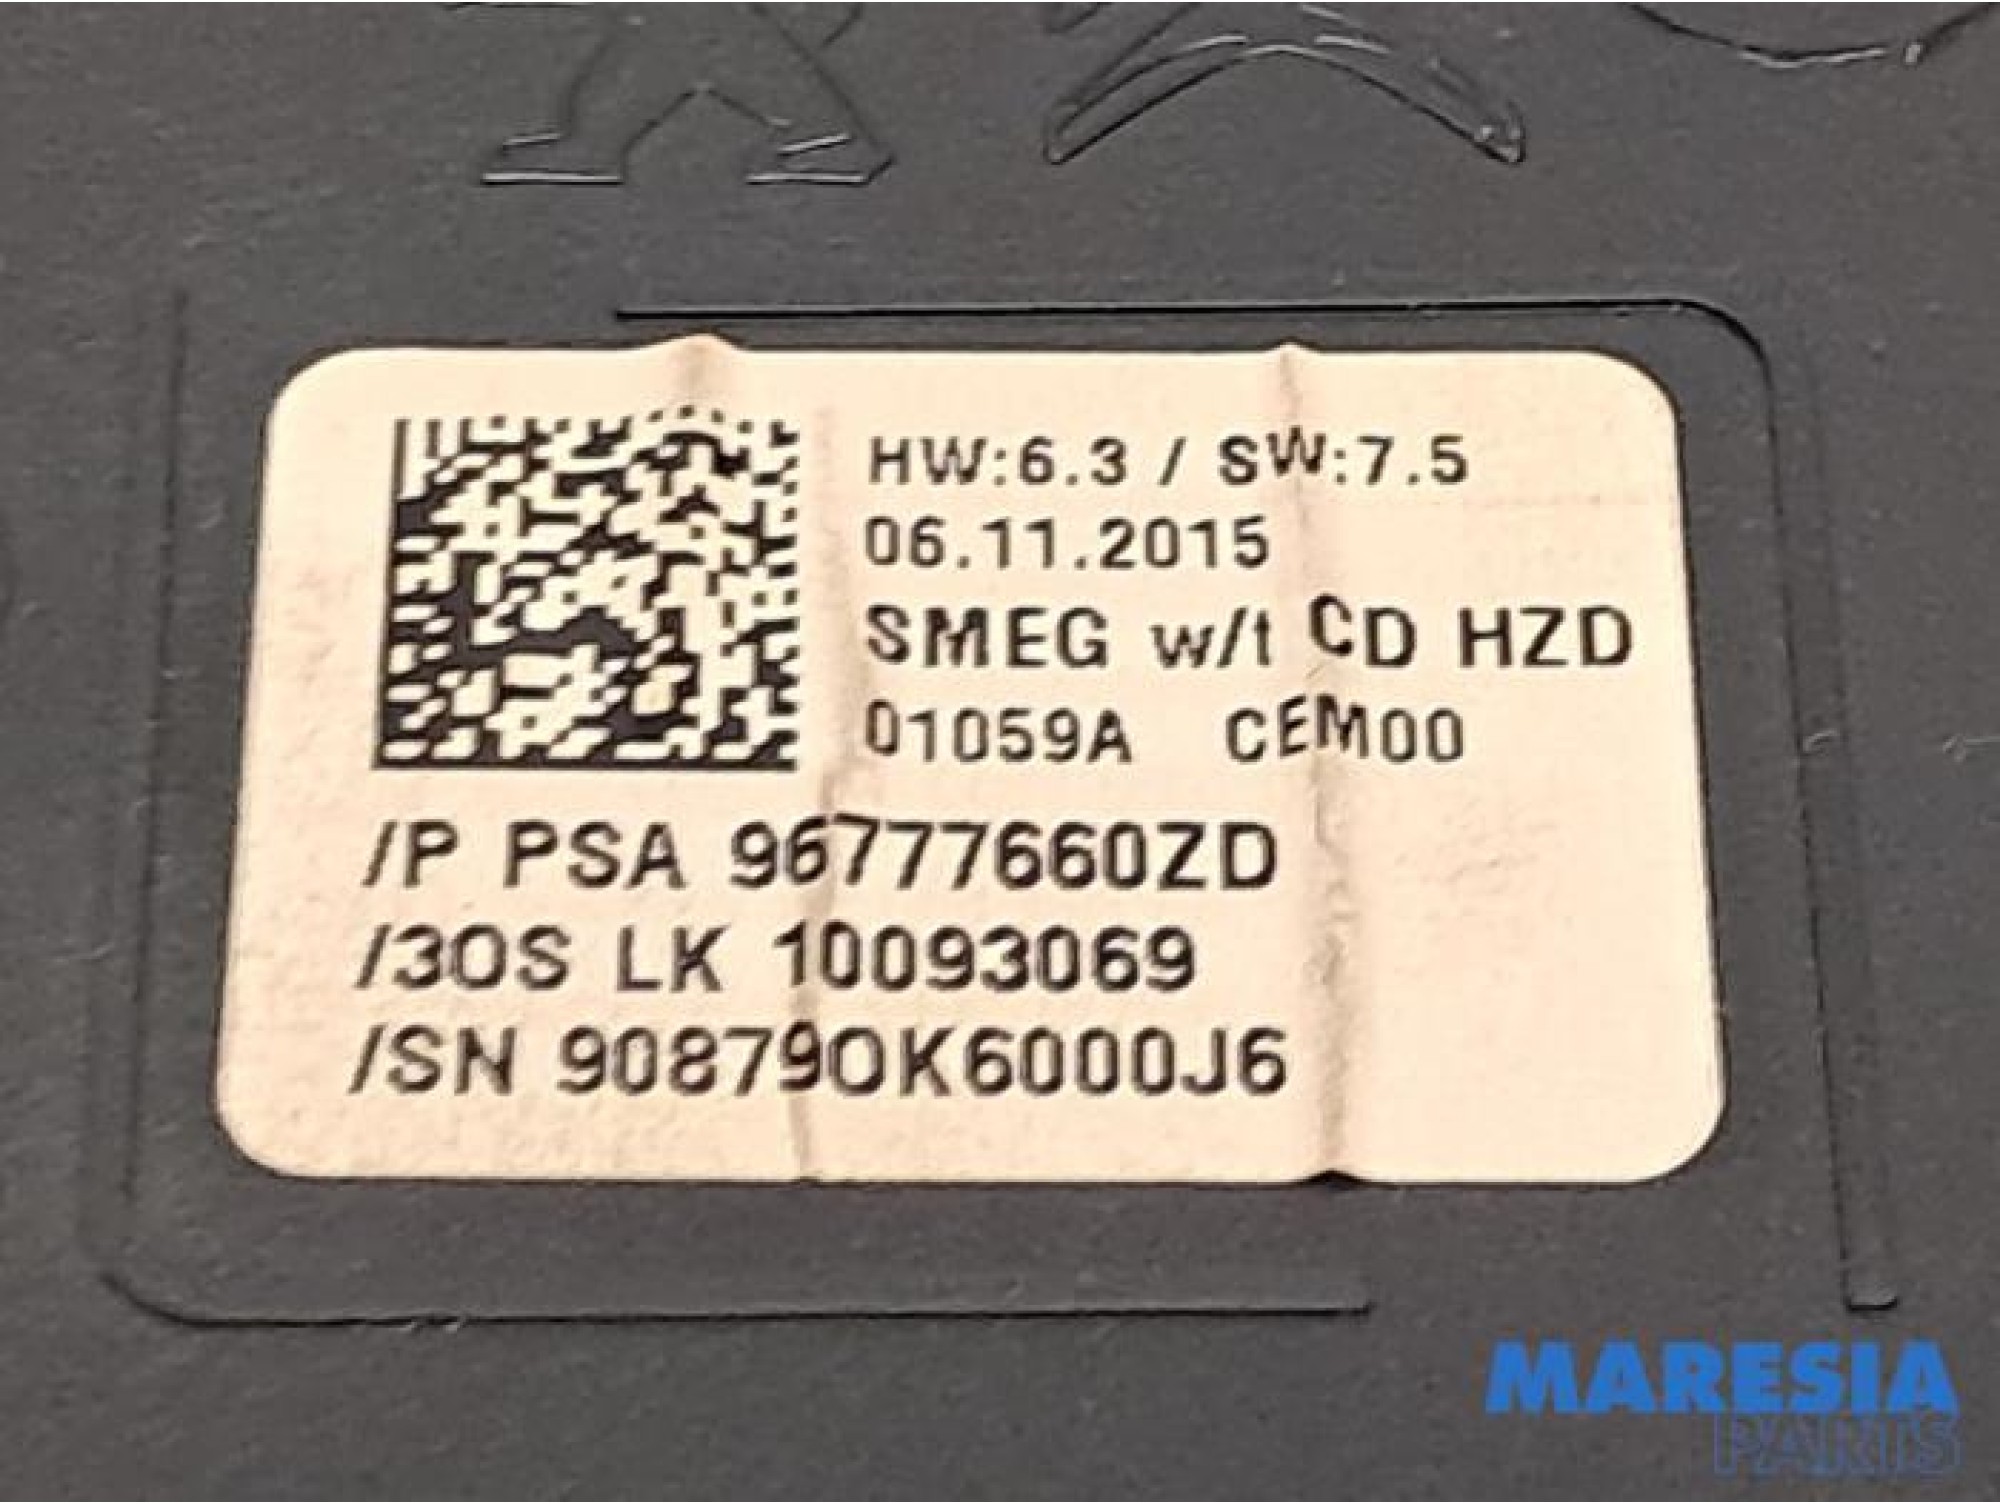 HW:6.3 / SW:7.5
06.11.2015
SMEG w/t CD HZD
01059A CEM00
/P PSA 96777660ZD
/3OS LK 10093069
/SN 90879OK6000J6
MARESIA
PARTS